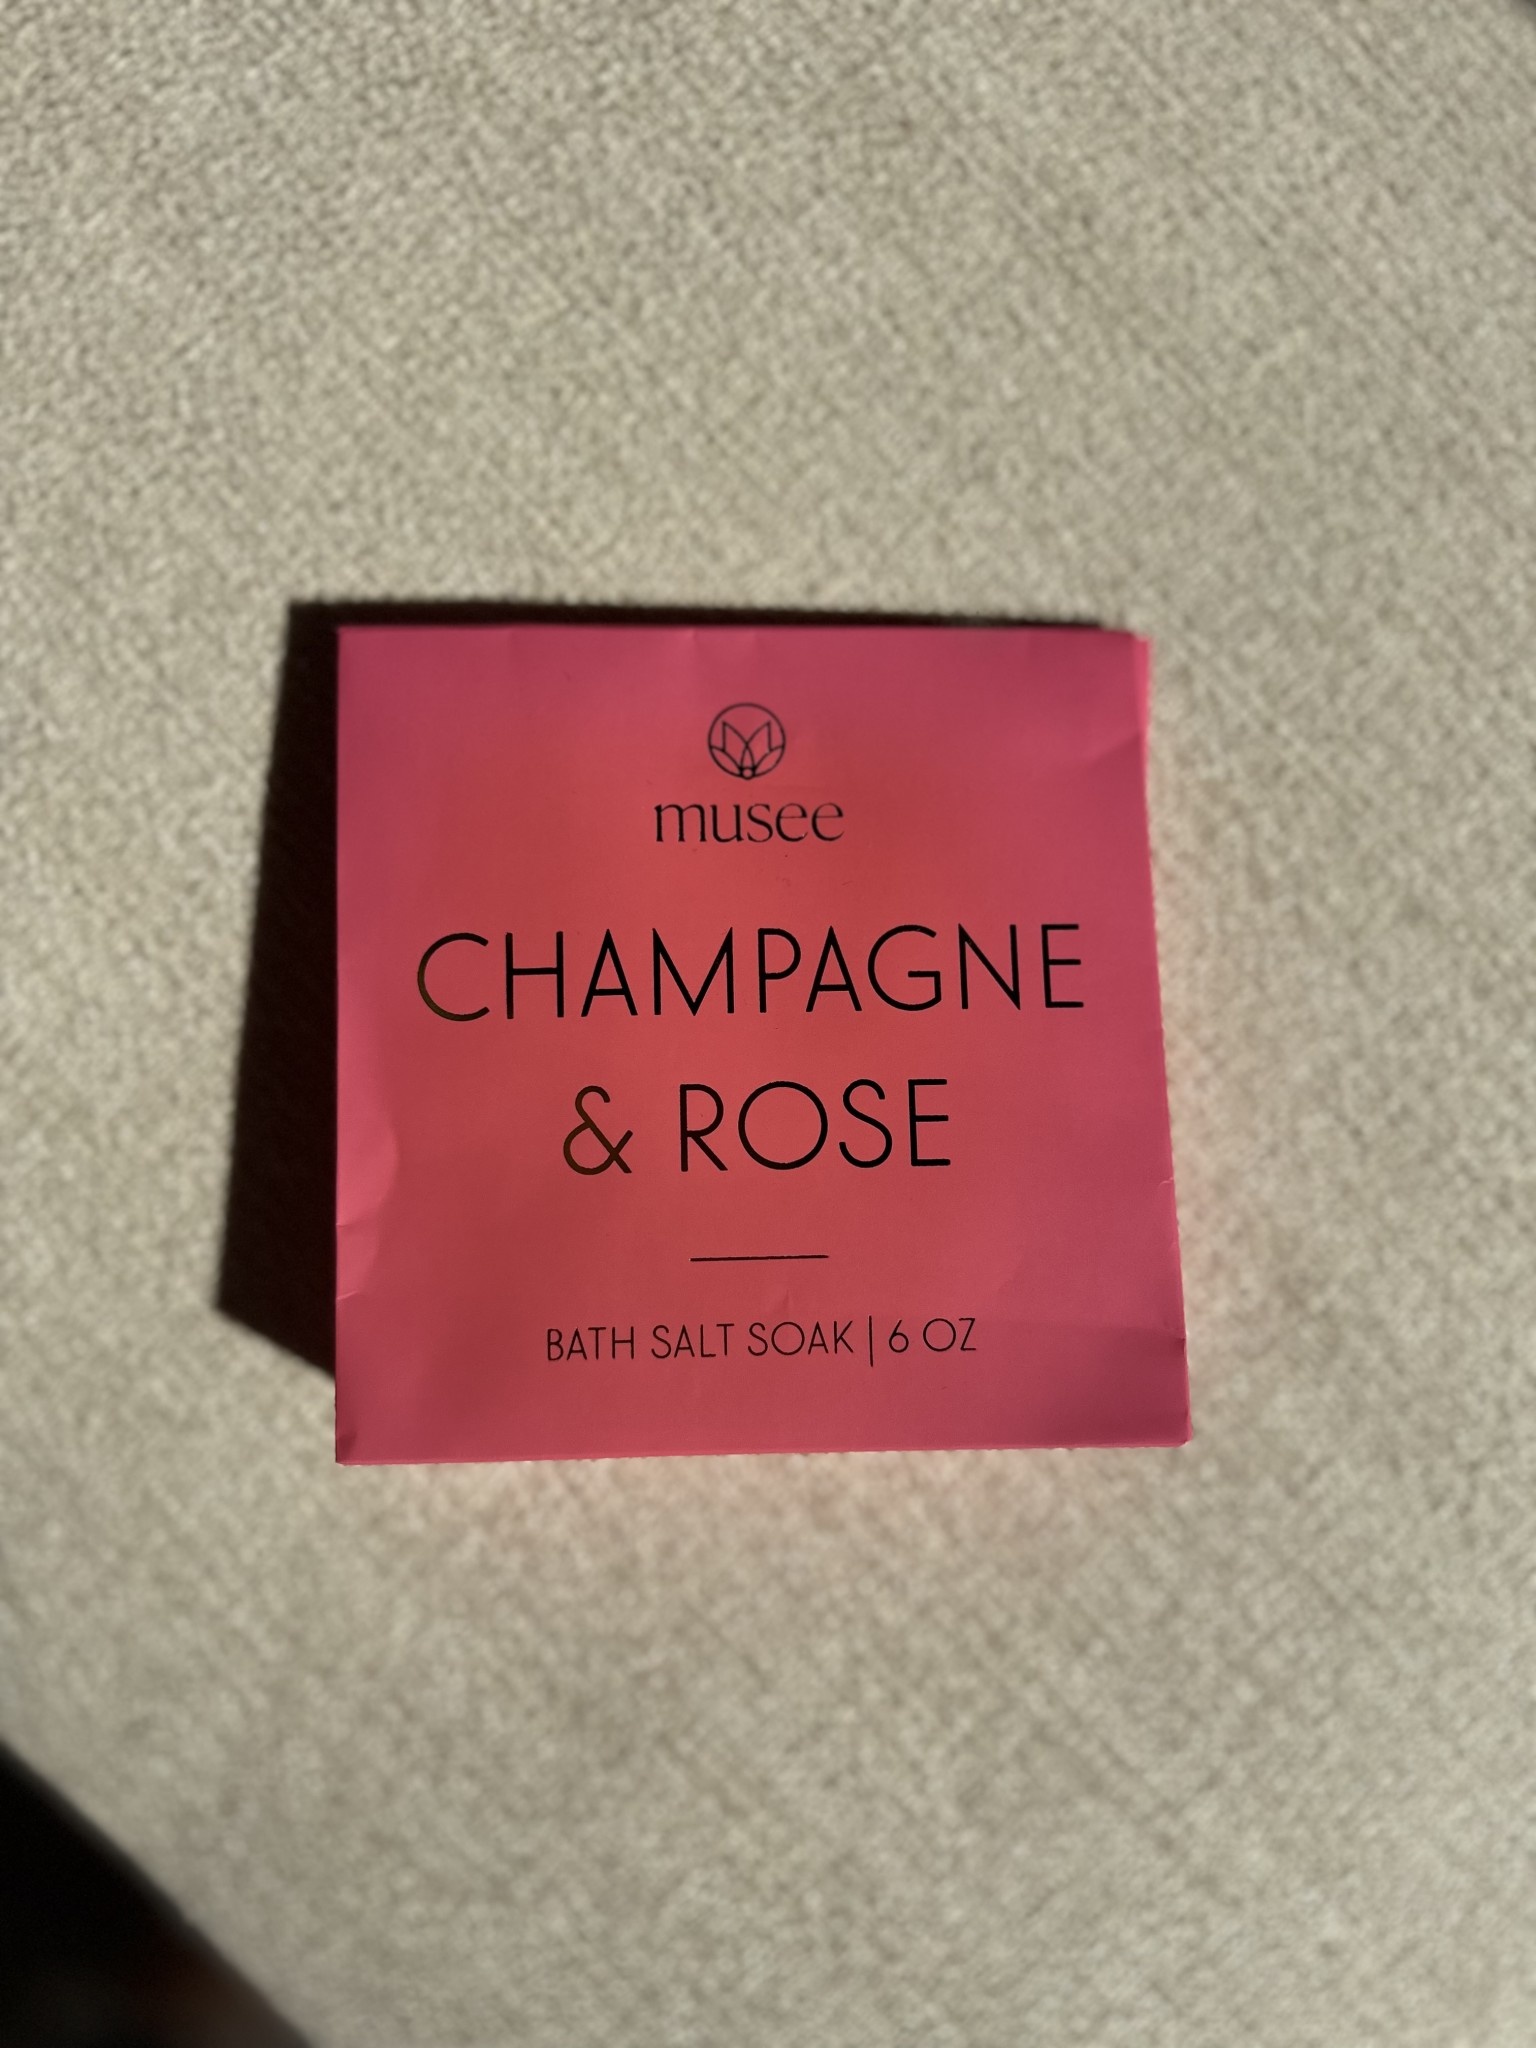 musee
CHAMPAGNE
& ROSE
BATH SALT SOAK | 6 OZ